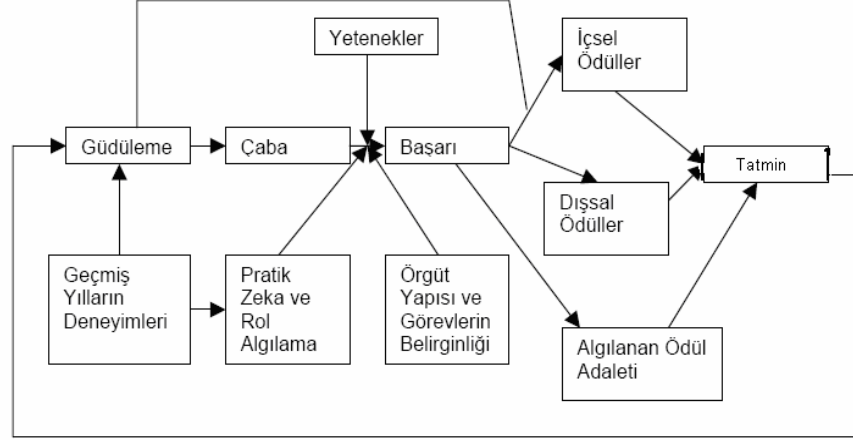 Yetenekler
İçsel
Ödüller
Güdüleme
Çaba
Başarı
Tatmin
Dışsal
Ödüller
Geçmiş
Yılların
Deneyimleri
Pratik
Zeka ve
Rol
Algılama
Örgüt
Yapısı ve
Görevlerin
Belirginliği
Algılanan Ödül
Adaleti